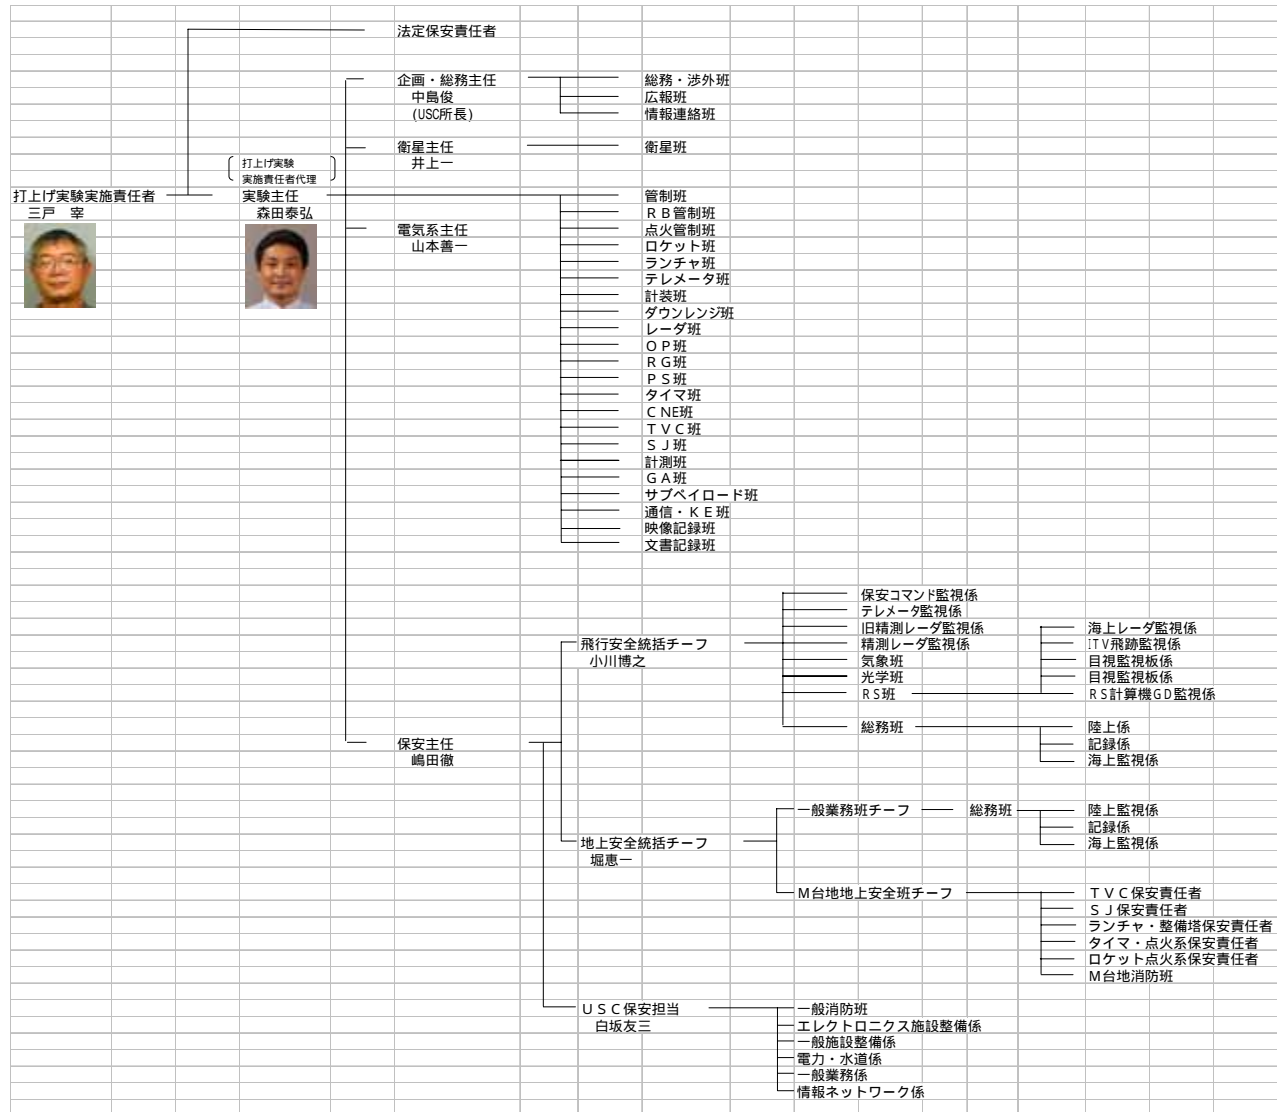 法定保安責任者
企画・総務主任
中島俊
(USC所長)
総務・渉外班
広報班
情報連絡班
衛星主任
井上一
衛星班
打上げ実験
実施責任者代理
打上げ実験実施責任者
三戸　宰
実験主任
森田泰弘
電気系主任
山本善一
管制班
ＲＢ管制班
点火管制班
ロケット班
ランチャ班
テレメータ班
計装班
ダウンレンジ班
レーダ班
ＯＰ班
ＲＧ班
ＰＳ班
タイマ班
ＣNE班
ＴＶＣ班
ＳＪ班
計測班
ＧＡ班
サブペイロード班
通信・ＫＥ班
映像記録班
文書記録班
保安主任
嶋田徹
飛行安全統括チーフ
小川博之
保安コマンド監視係
テレメータ監視係
旧精測レーダ監視係
精測レーダ監視係
気象班
光学班
RS班
海上レーダ監視係
ITV飛跡監視係
目視監視板係
目視監視板係
RS計算機GD監視係
総務班
陸上係
記録係
海上監視係
地上安全統括チーフ
堀恵一
一般業務班チーフ
総務班
陸上監視係
記録係
海上監視係
M台地地上安全班チーフ
ＴＶＣ保安責任者
ＳＪ保安責任者
ランチャ・整備塔保安責任者
タイマ・点火系保安責任者
ロケット点火系保安責任者
M台地消防班
ＵＳＣ保安担当
白坂友三
一般消防班
エレクトロニクス施設整備係
一般施設整備係
電力・水道係
一般業務係
情報ネットワーク係